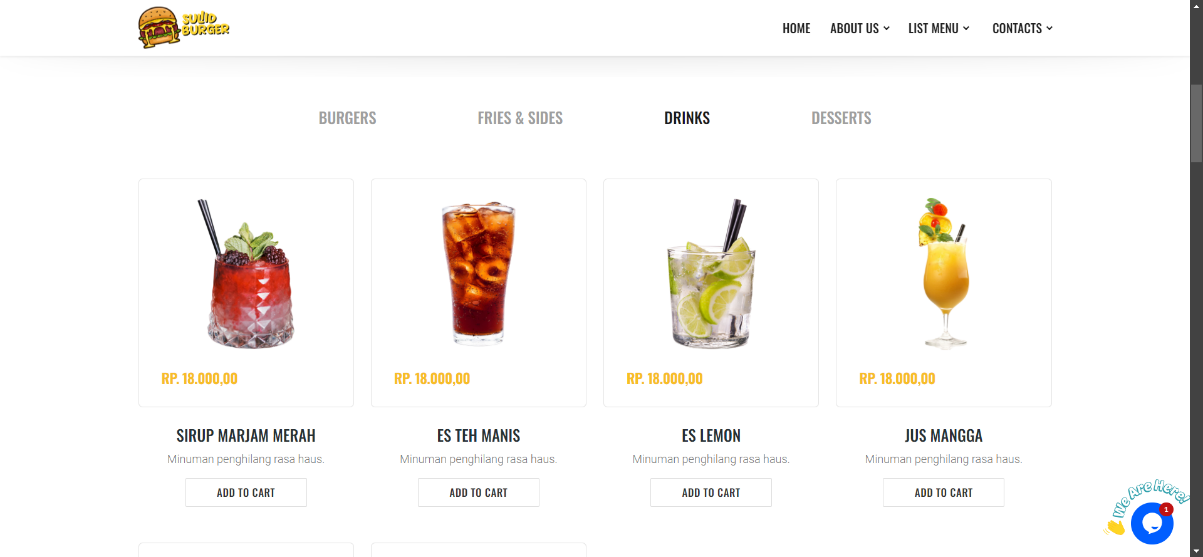 SULTD
BURGER
HOME
ABOUT US
LIST MENU
CONTACTS
BURGERS
FRIES & SIDES
DRINKS
DESSERTS
RP. 18.000,00
RP. 18.000,00
RP. 18.000,00
RP. 18.000,00
SIRUP MARJAM MERAH
ES TEH MANIS
ES LEMON
JUS MANGGA
Minuman penghilang rasa haus.
Minuman penghilang rasa haus.
Minuman penghilang rasa haus.
Minuman penghilang rasa haus.
ADD TO CART
ADD TO CART
ADD TO CART
ADD TO CART
We Are Here!
1